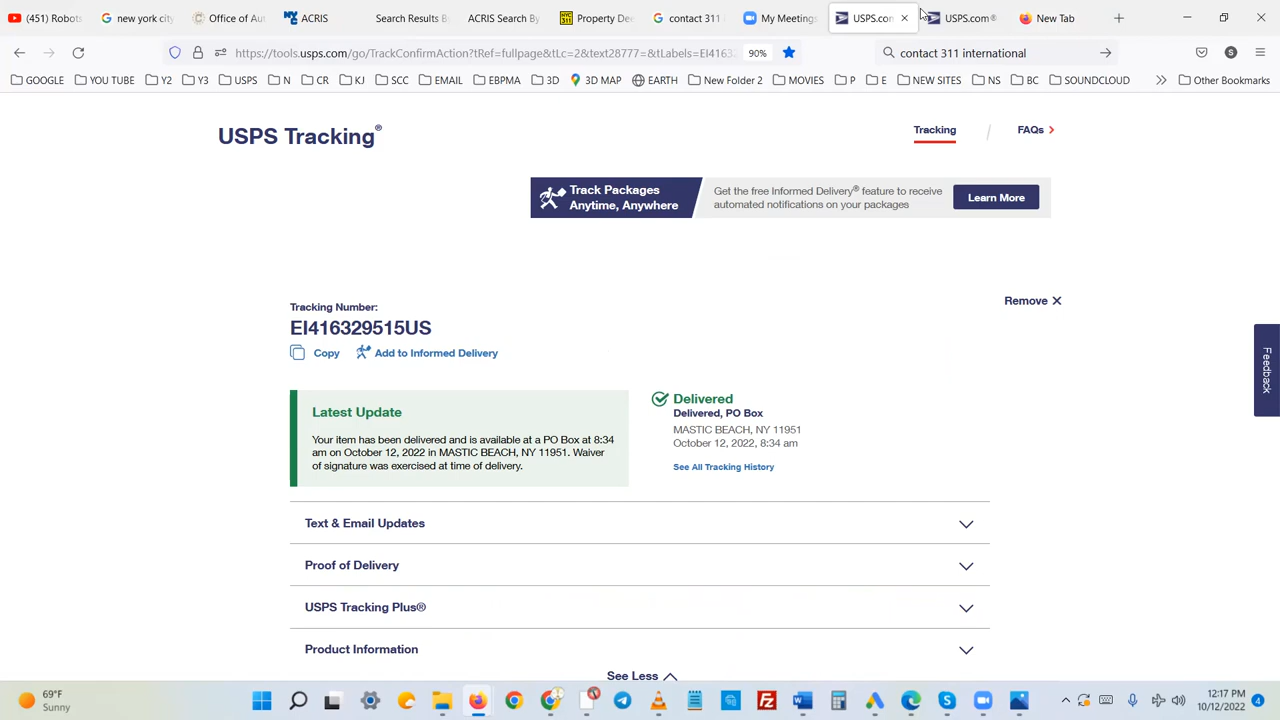 (451) Robots
new york city
Office of Au
ACRIS
Search Results B
ACRIS Search By
Property De
contact 311
My Meetings
USPS.con
USPS.com®
New Tab
https://tools.usps.com/go/TrackConfirmAction?tRef=fullpage&tLc=2&text28777=&tLabels=EI41632
90%
contact 311 international
GOOGLE
YOU TUBE
Y2
Y3
USPS
N
CR
KJ
SCC
EMAIL
EBPMA
3D
3D MAP
EARTH
New Folder 2
MOVIES
P
E
NEW SITES
NS
BC
SOUNDCLOUD
Other Bookmarks
USPS Tracking®
Tracking
FAQs
Track Packages
Anytime, Anywhere
Get the free Informed Delivery® feature to receive
automated notifications on your packages
Learn More
Tracking Number:
Remove
EI416329515US
Copy
Add to Informed Delivery
Feedback
Latest Update
Your item has been delivered and is available at a PO Box at 8:34
am on October 12, 2022 in MASTIC BEACH, NY 11951. Waiver
of signature was exercised at time of delivery.
Delivered
Delivered, PO Box
MASTIC BEACH, NY 11951
October 12, 2022, 8:34 am
See All Tracking History
Text & Email Updates
Proof of Delivery
USPS Tracking Plus®
Product Information
See Less
69°F
Sunny
12:17 PM
10/12/2022
4